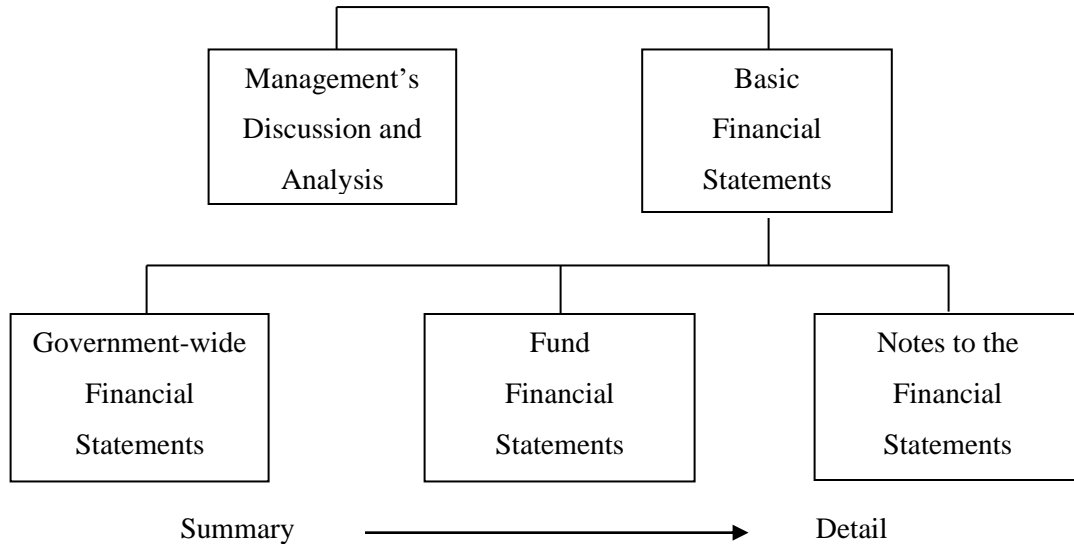 Management’s
Discussion and
Analysis
Basic
Financial
Statements
Government-wide
Financial
Statements
Fund
Financial
Statements
Notes to the
Financial
Statements
Summary
Detail